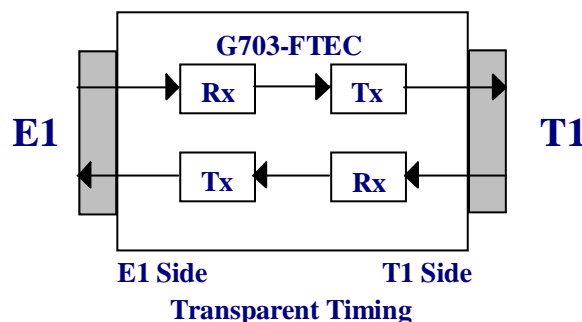 G703-FTEC
Rx Tx
E1 T1
Tx Rx
E1 Side T1 Side
Transparent Timing